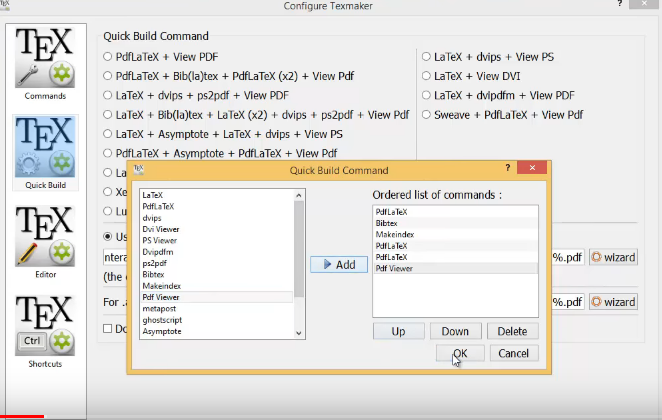 Configure Texmaker
?
×
TEX
Commands
TEX
Quick Build
TEX
Editor
TEX
Ctrl
Shortcuts
Quick Build Command
PdfLaTeX + View PDF
PdfLaTeX + Bib(la)tex + PdfLaTeX (x2) + View Pdf
LaTeX + dvips + ps2pdf + View PDF
LaTeX + Bib(la)tex + LaTeX (x2) + dvips + ps2pdf + View Pdf
LaTeX + Asymptote + LaTeX + dvips + View PS
PdfLaTeX + Asymptote + PdfLaTeX + View Pdf
La
Xe
Lu
Us
ntera
(the
For .a
Do
LaTeX + dvips + View PS
LaTeX + View DVI
LaTeX + dvipdfm + View PDF
Sweave + PdfLaTeX + View Pdf
%.pdf
wizard
%.pdf
wizard
Quick Build Command
?
×
LaTeX
PdfLaTeX
dvips
Dvi Viewer
PS Viewer
Dvipdfm
ps2pdf
Bibtex
Makeindex
Pdf Viewer
metapost
ghostscript
Asymptote
Add
Ordered list of commands :
PdfLaTeX
Bibtex
Makeindex
PdfLaTeX
PdfLaTeX
Pdf Viewer
Up
Down
Delete
OK
Cancel